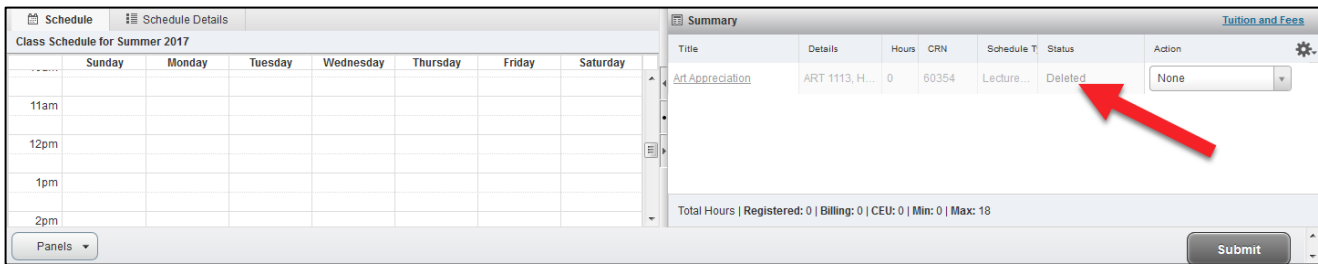 Schedule
Schedule Details
Class Schedule for Summer 2017
Sunday Monday Tuesday Wednesday Thursday Friday Saturday
11am
12pm
1pm
2pm
Panels
Summary
Tuition and Fees
Title Details Hours CRN Schedule T Status Action
Art Appreciation ART 1113, H... 0 60354 Lecture... Deleted None
Total Hours | Registered: 0 | Billing: 0 | CEU: 0 | Min: 0 | Max: 18
Submit